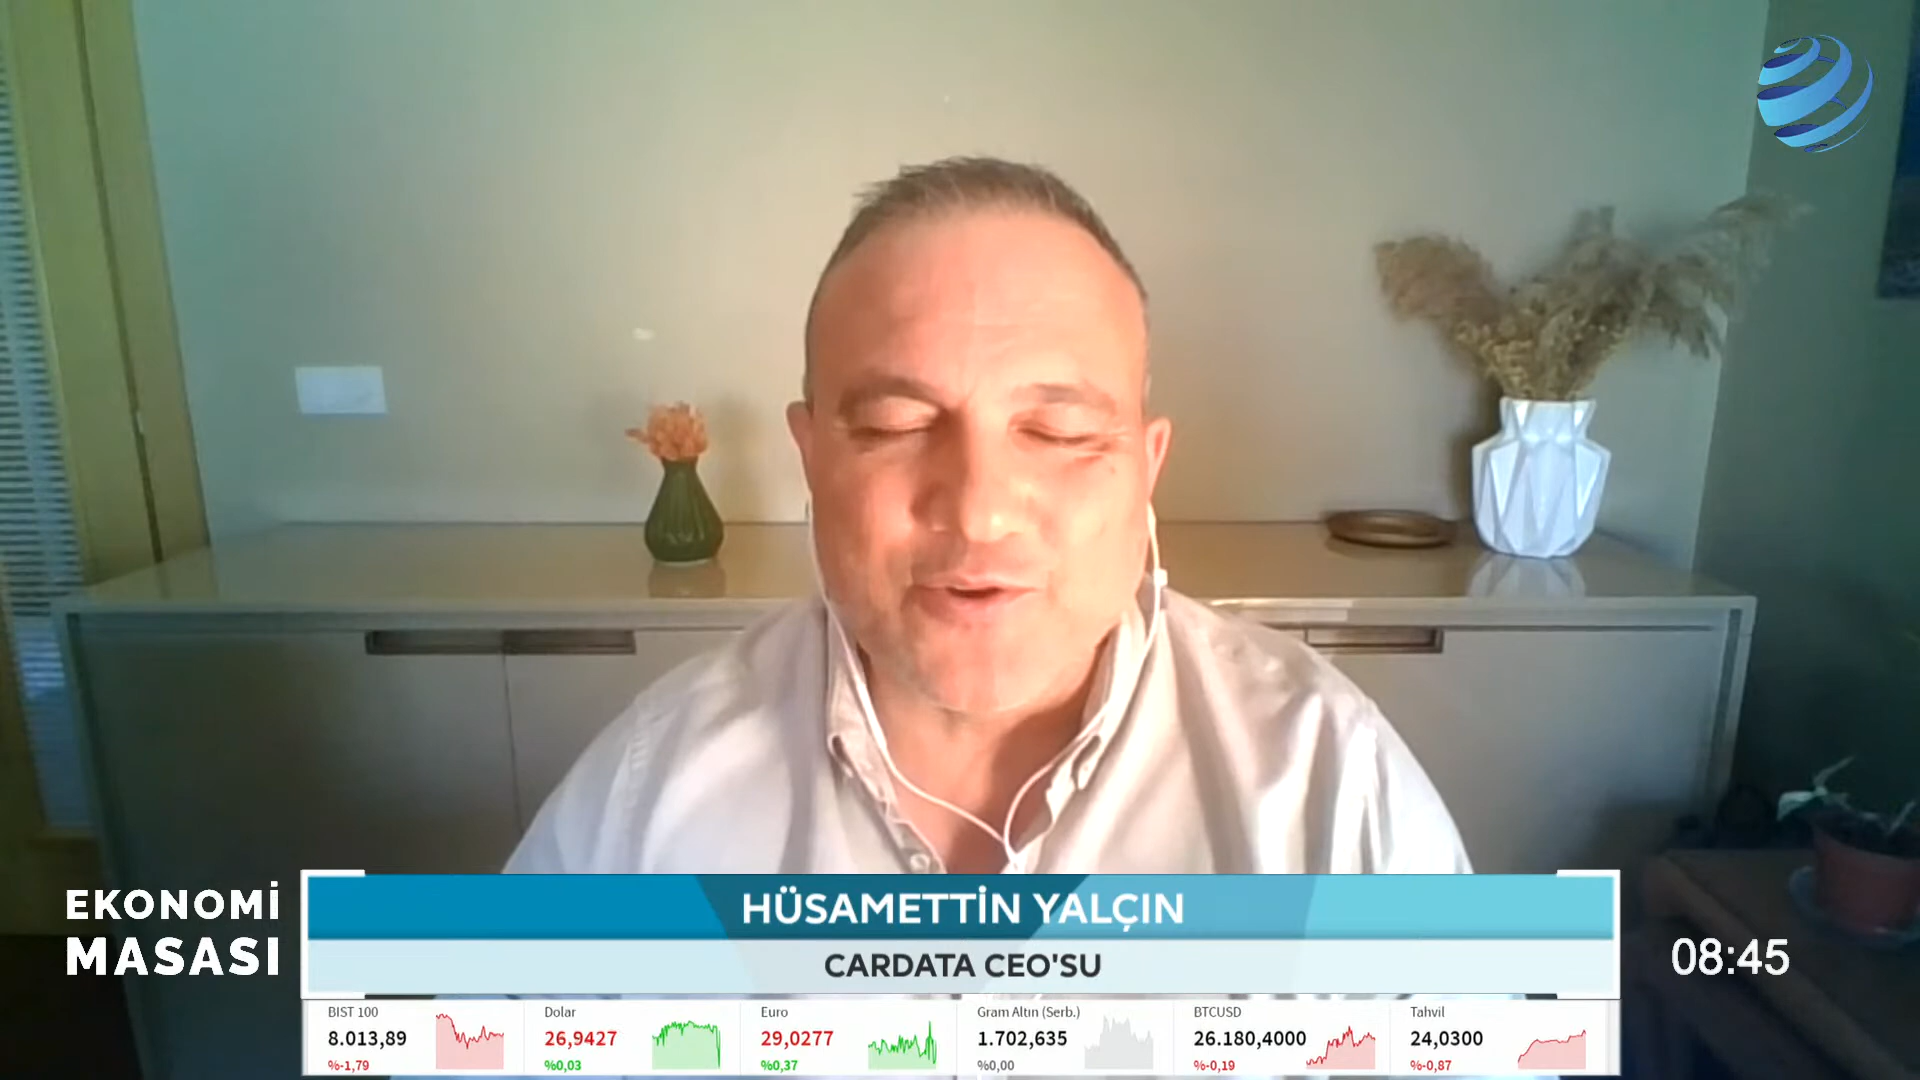 EKONOMİ
MASASI
HÜSAMETTİN YALÇIN
CARDATA CEO'SU
08:45
BIST 100
8.013,89
%-1,79
Dolar
26,9427
%0,03
Euro
29,0277
%0,37
Gram Altın (Serb.)
1.702,635
%0,00
BTCUSD
26.180,4000
%-0,19
Tahvil
24,0300
%-0,87